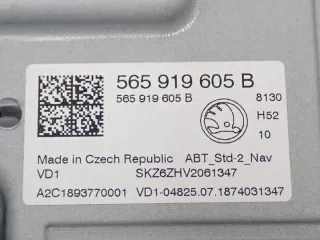 565 919 605 B
565 919 605 B
8130
H52
10
Made in Czech Republic ABT_Std-2_Nav
VD1 SKZ6ZHV2061347
A2C1893770001 VD1-04825.07.1874031347